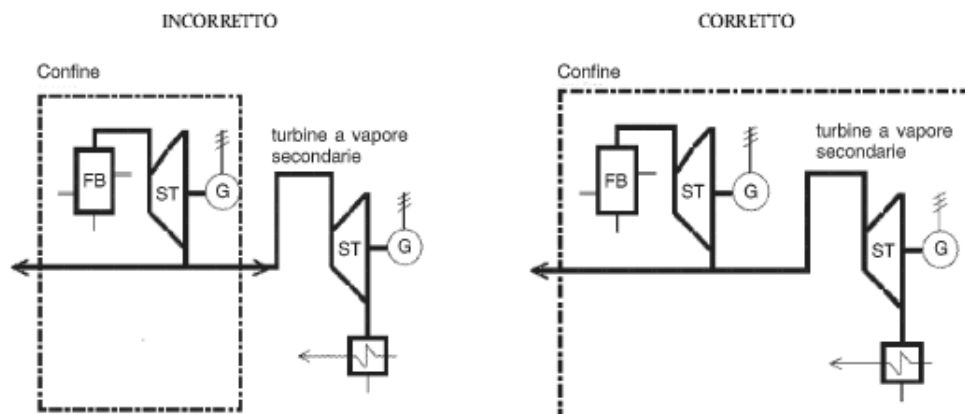 INCORRETTO
Confine
turbine a vapore
secondarie
FB
ST
G
ST
G
CORRETTO
Confine
turbine a vapore
secondarie
FB
ST
G
ST
G